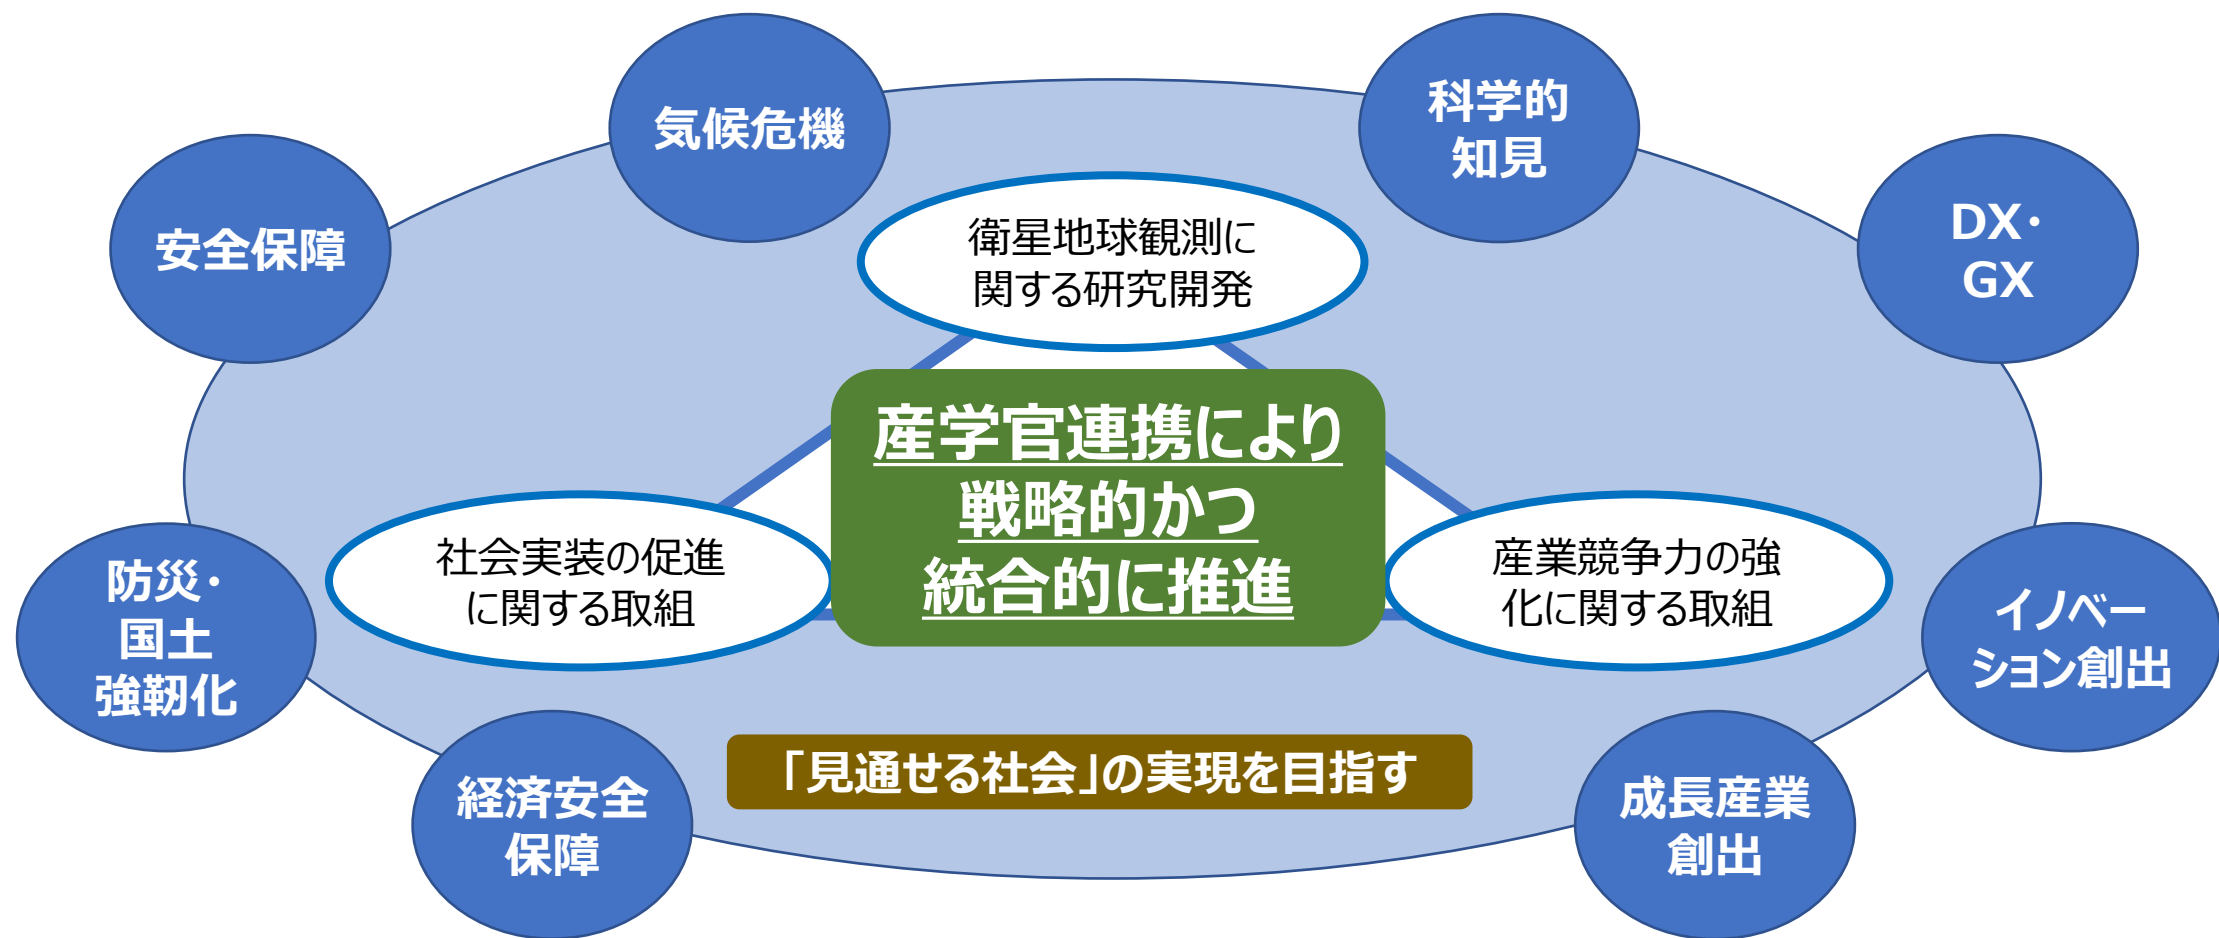 気候危機
科学的
知見
安全保障
DX・
GX
衛星地球観測に
関する研究開発
産学官連携により
戦略的かつ
統合的に推進
社会実装の促進
に関する取組
産業競争力の強
化に関する取組
防災・
国土
強靭化
イノベー
ション創出
「見通せる社会」の実現を目指す
経済安全
保障
成長産業
創出